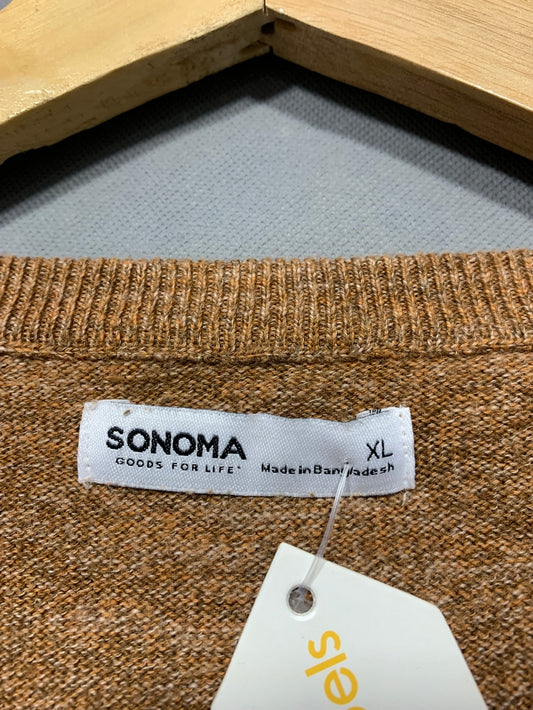 SONOMA
GOODS FOR LIFE
XL
Made in Bangladesh
els